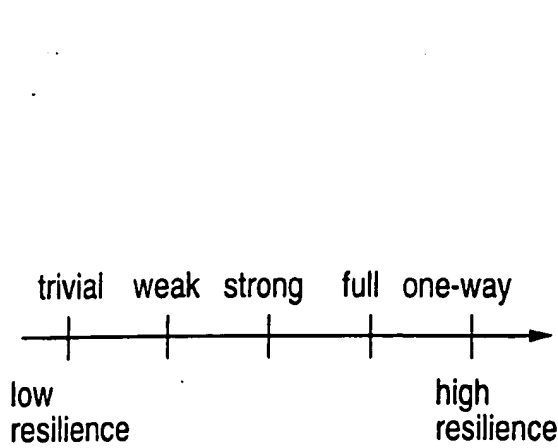 trivial weak strong full one-way
low high
resilience resilience